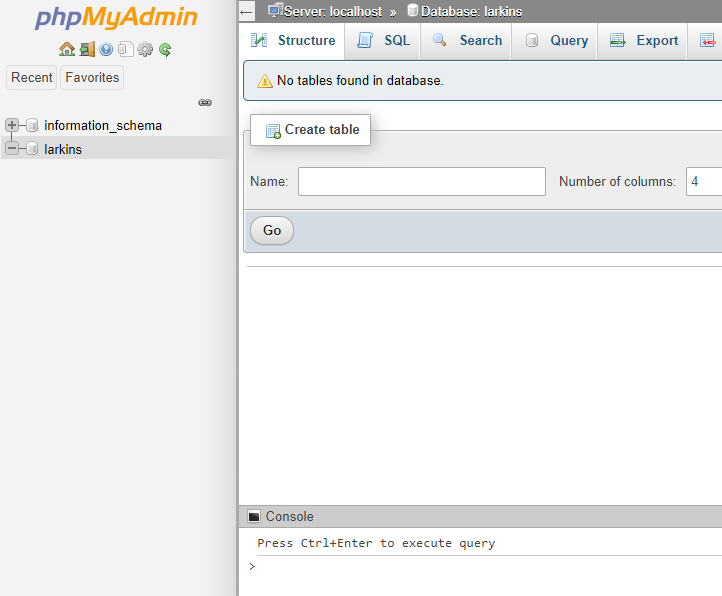 phpMyAdmin
Recent Favorites
information_schema
larkins
Server: localhost » Database: larkins
Structure SQL Search Query Export
No tables found in database.
Create table
Name: Number of columns: 4
Go
Console
Press Ctrl+Enter to execute query
>